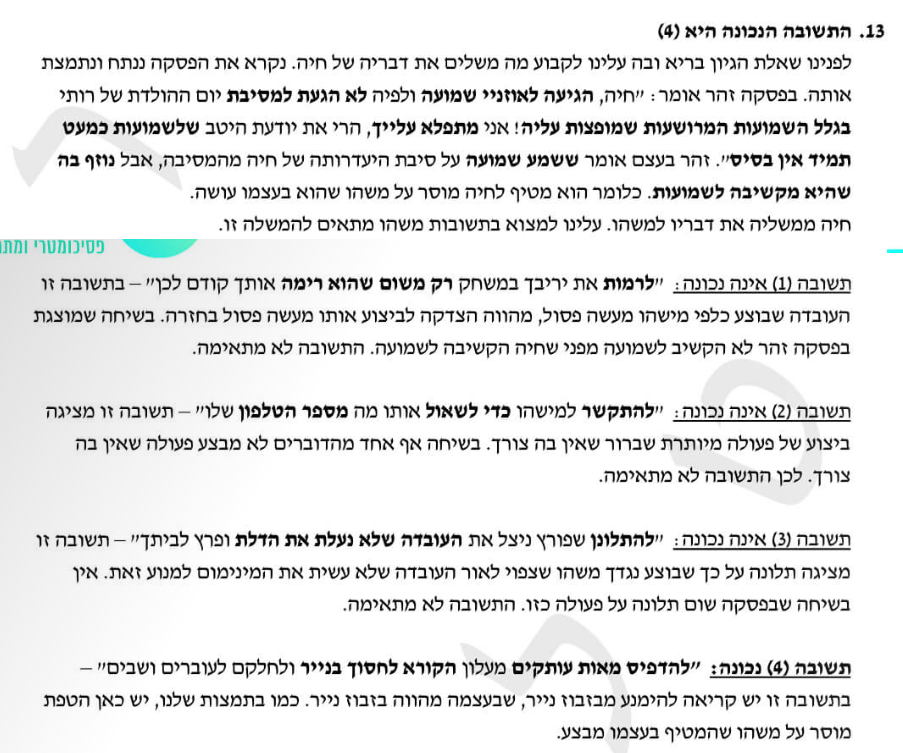 13. התשובה הנכונה היא (4)
לפנינו שאלת הגיון בריא ובה עלינו לקבוע מה משלים את דבריה של חיה. נקרא את הפסקה ננתח ונתמצת
אותה. בפסקה זהר אומר: "חיה, הגיעה לאוזניי שמועה ולפיה לא הגעת למסיבת יום ההולדת של רותי
בגלל השמועות המרושעות שמופצות עליה! אני מתפלא עלייך, הרי את יודעת היטב שלשמועות כמעט
תמיד אין בסיס". זהר בעצם אומר ששמע שמועה על סיבת היעדרותה של חיה מהמסיבה, אבל נוזף בה
שהיא מקשיבה לשמועות. כלומר הוא מטיף לחיה מוסר על משהו שהוא בעצמו עושה.
חיה ממשליה את דבריו למשהו. עלינו למצוא בתשובות משהו מתאים להמשלה זו.
תשובה (1) אינה נכונה: "לרמות את יריבך במשחק רק משום שהוא רימה אותך קודם לכן" – בתשובה זו
העובדה שבוצע כלפי מישהו מעשה פסול, מהווה הצדקה לביצוע אותו מעשה פסול בחזרה. בשיחה שמוצגת
בפסקה זהר לא הקשיב לשמועה מפני שחיה הקשיבה לשמועה. התשובה לא מתאימה.
תשובה (2) אינה נכונה: "להתקשר למישהו כדי לשאול אותו מה מספר הטלפון שלו" – תשובה זו מציגה
ביצוע של פעולה מיותרת שברור שאין בה צורך. בשיחה אף אחד מהדוברים לא מבצע פעולה שאין בה
צורך. לכן התשובה לא מתאימה.
תשובה (3) אינה נכונה: "להתלונן שפורץ ניצל את העובדה שלא נעלת את הדלת ופרץ לביתך" – תשובה זו
מציגה תלונה על כך שבוצע נגדך משהו שצפוי לאור העובדה שלא עשית את המינימום למנוע זאת. אין
בשיחה שבפסקה שום תלונה על פעולה כזו. התשובה לא מתאימה.
תשובה (4) נכונה: "להדפיס מאות עותקים מעלון הקורא לחסוך בנייר ולחלקם לעוברים ושבים" –
בתשובה זו יש קריאה להימנע מבזבוז נייר, שבעצמה מהווה בזבוז נייר. כמו בתמצות שלנו, יש כאן הטפת
מוסר על משהו שהמטיף בעצמו מבצע.